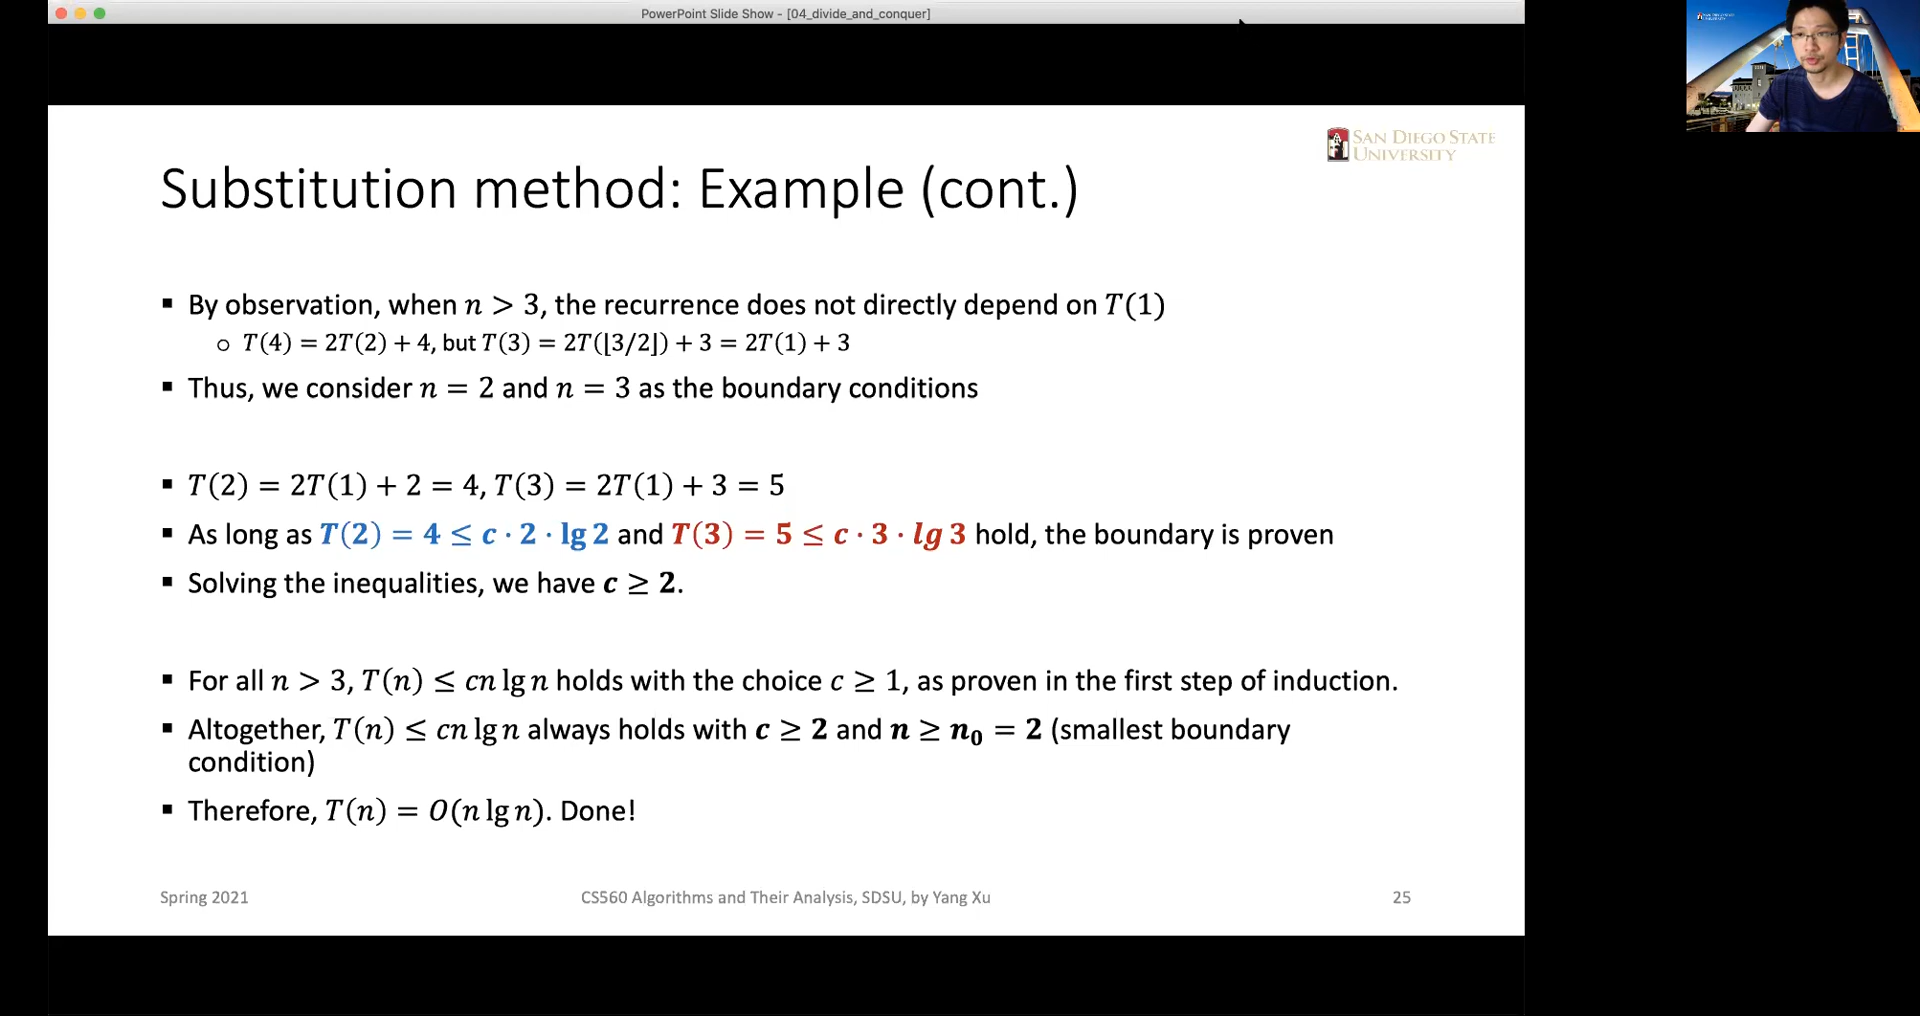 PowerPoint Slide Show - [04_divide_and_conquer]
SAN DIEGO STATE
UNIVERSITY
Substitution method: Example (cont.)
▪ By observation, when n > 3, the recurrence does not directly depend on T(1)
○ T(4) = 2T(2) + 4, but T(3) = 2T(⌊3/2⌋) + 3 = 2T(1) + 3
▪ Thus, we consider n = 2 and n = 3 as the boundary conditions
▪ T(2) = 2T(1) + 2 = 4, T(3) = 2T(1) + 3 = 5
▪ As long as T(2) = 4 ≤ c · 2 · lg 2 and T(3) = 5 ≤ c · 3 · lg 3 hold, the boundary is proven
▪ Solving the inequalities, we have c ≥ 2.
▪ For all n > 3, T(n) ≤ cn lg n holds with the choice c ≥ 1, as proven in the first step of induction.
▪ Altogether, T(n) ≤ cn lg n always holds with c ≥ 2 and n ≥ n₀ = 2 (smallest boundary
condition)
▪ Therefore, T(n) = O(n lg n). Done!
Spring 2021
CS560 Algorithms and Their Analysis, SDSU, by Yang Xu
25